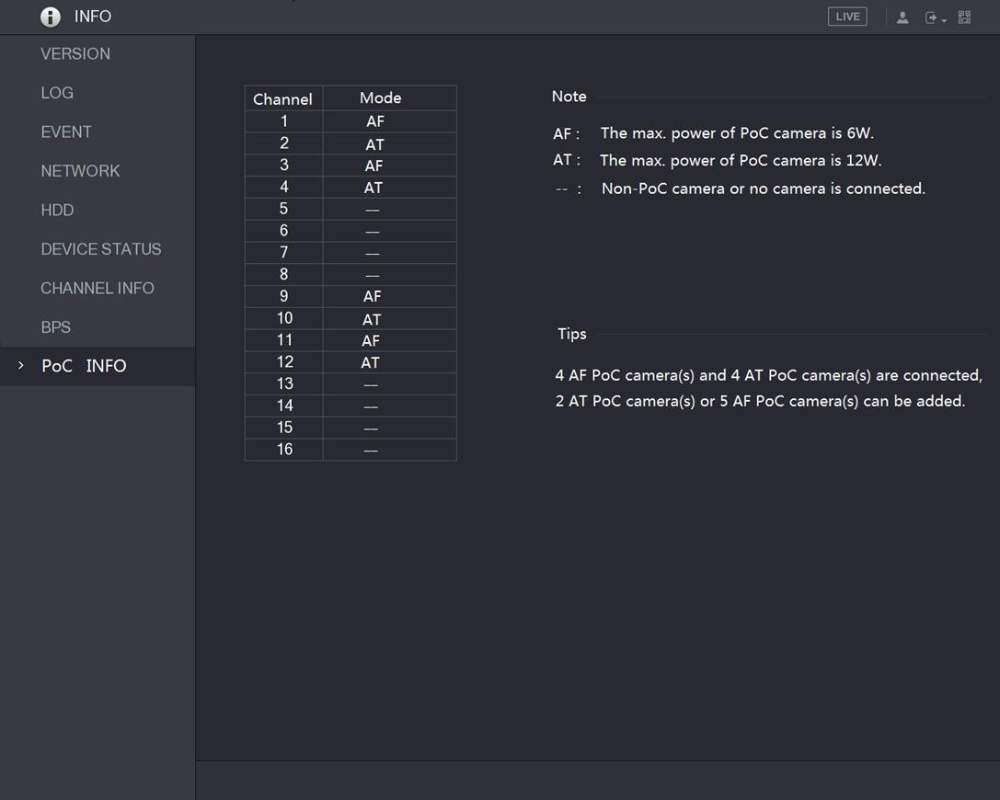 INFO
LIVE
VERSION
LOG
EVENT
NETWORK
HDD
DEVICE STATUS
CHANNEL INFO
BPS
> PoC INFO
Channel Mode
1 AF
2 AT
3 AF
4 AT
5 —
6 —
7 —
8 —
9 AF
10 AT
11 AF
12 AT
13 —
14 —
15 —
16 —
Note
AF : The max. power of PoC camera is 6W.
AT : The max. power of PoC camera is 12W.
-- : Non-PoC camera or no camera is connected.
Tips
4 AF PoC camera(s) and 4 AT PoC camera(s) are connected,
2 AT PoC camera(s) or 5 AF PoC camera(s) can be added.